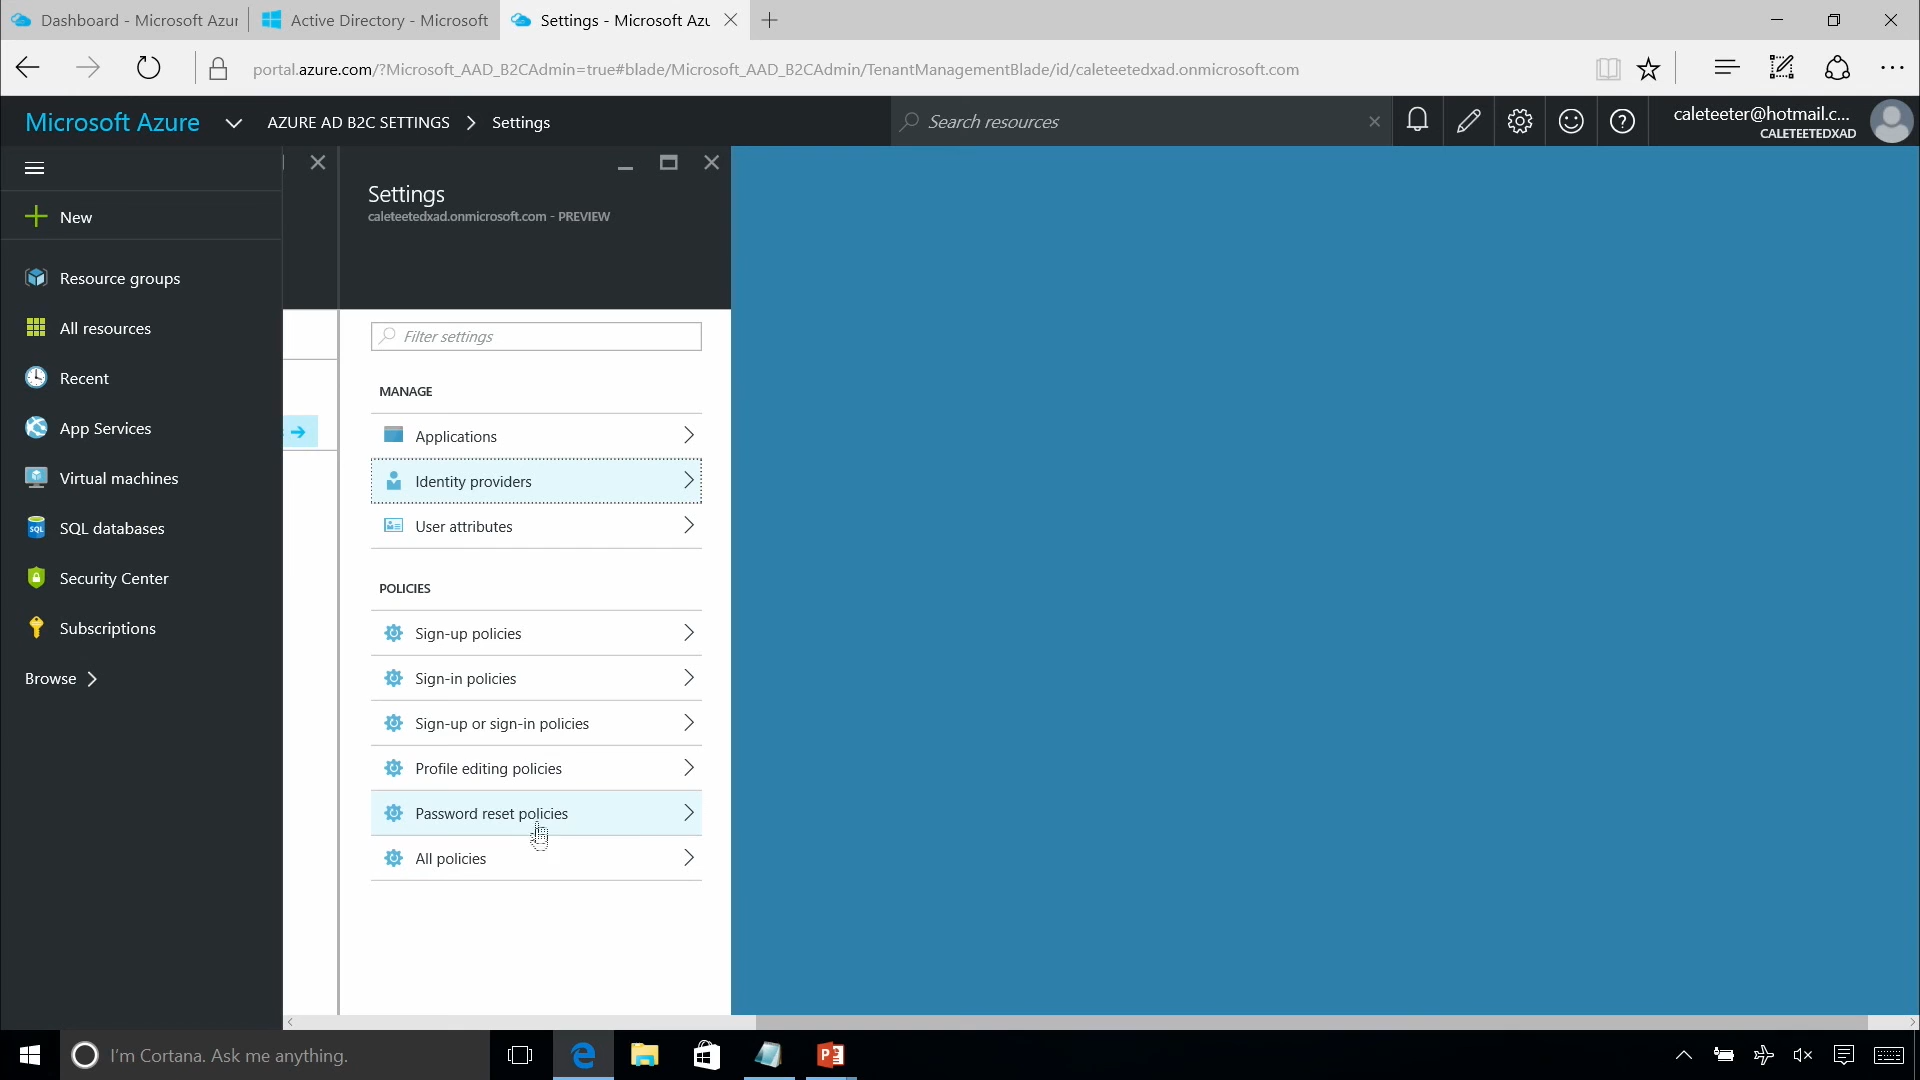 Dashboard - Microsoft Azur
Active Directory - Microsoft
Settings - Microsoft Azu
portal.azure.com/?Microsoft_AAD_B2CAdmin=true#blade/Microsoft_AAD_B2CAdmin/TenantManagementBlade/id/caleteetedxad.onmicrosoft.com
Microsoft Azure
AZURE AD B2C SETTINGS > Settings
Search resources
caleteeter@hotmail.c...
CALETEETEDXAD
New
Resource groups
All resources
Recent
App Services
Virtual machines
SQL databases
Security Center
Subscriptions
Browse >
Settings
caleteetedxad.onmicrosoft.com - PREVIEW
Filter settings
MANAGE
Applications
Identity providers
User attributes
POLICIES
Sign-up policies
Sign-in policies
Sign-up or sign-in policies
Profile editing policies
Password reset policies
All policies
I'm Cortana. Ask me anything.